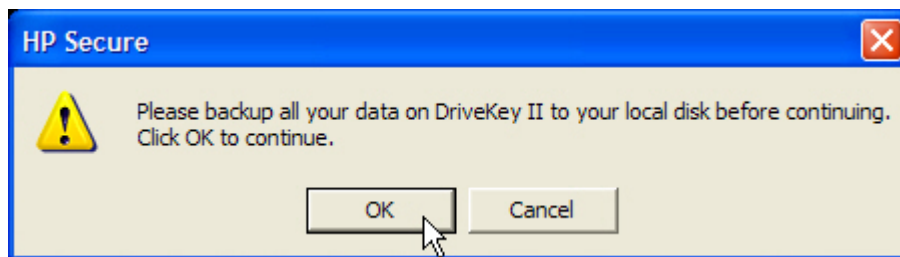 HP Secure
Please backup all your data on DriveKey II to your local disk before continuing.
Click OK to continue.
OK
Cancel